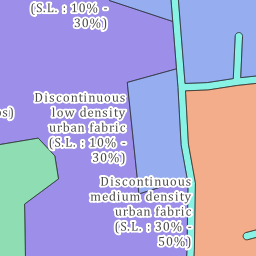 (S.L. : 10% -
30%)
Discontinuous
low density
urban fabric
(S.L. : 10% -
30%)
Discontinuous
medium density
urban fabric
(S.L. : 30% -
50%)